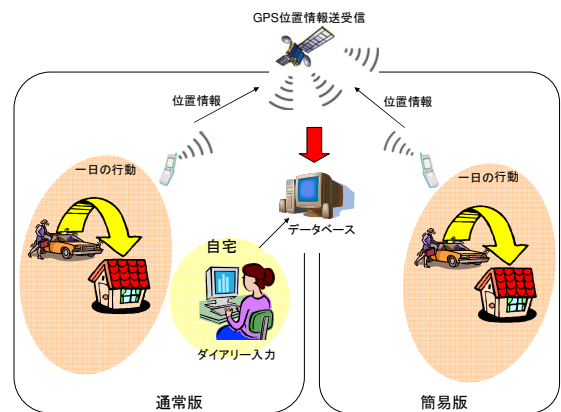 GPS位置情報送受信
位置情報
位置情報
一日の行動
一日の行動
データベース
自宅
ダイアリー入力
通常版
簡易版